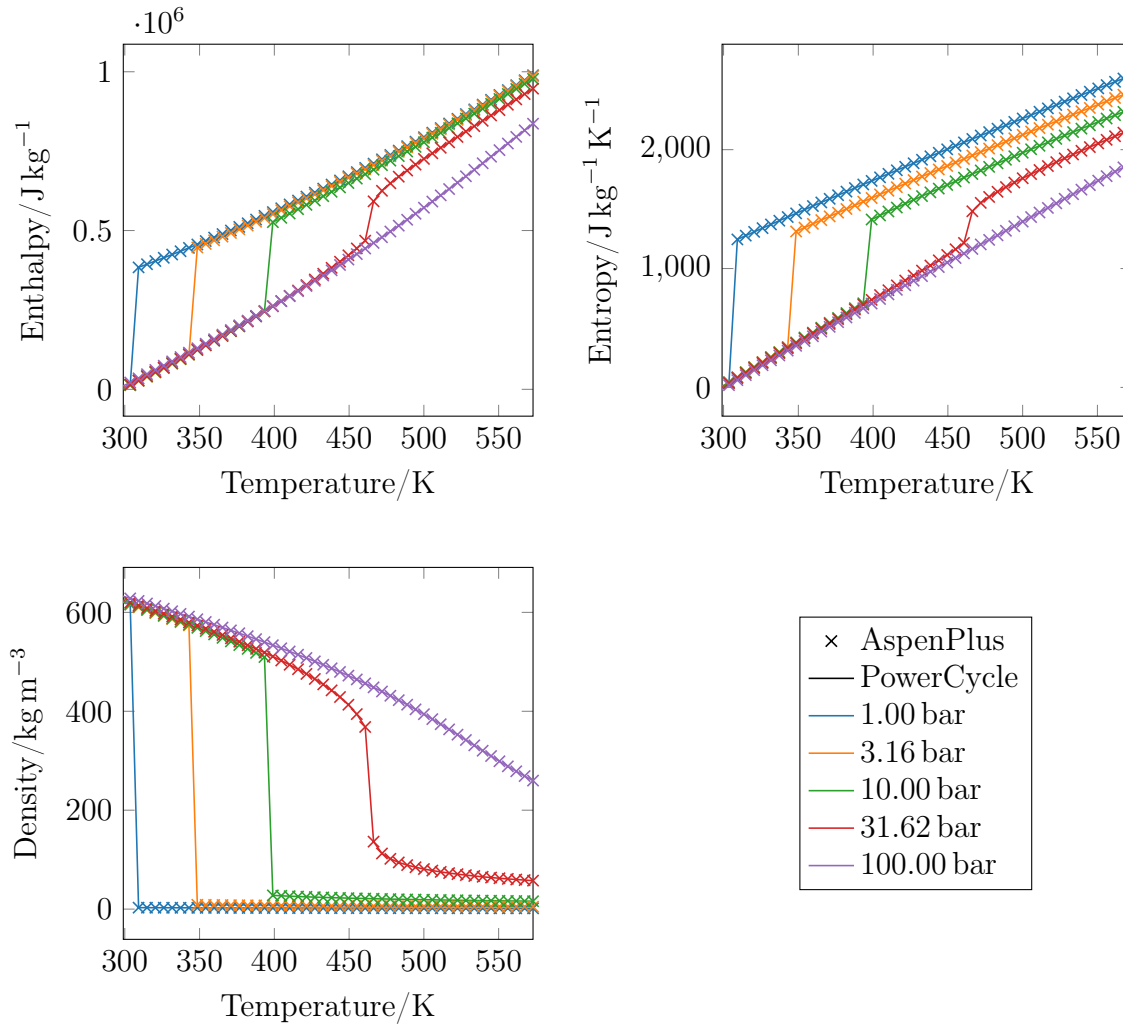 ·10⁶
1
0.5
0
Enthalpy/J kg⁻¹
300 350 400 450 500 550
Temperature/K
2,000
1,000
0
Entropy/J kg⁻¹ K⁻¹
300 350 400 450 500 550
Temperature/K
600
400
200
0
Density/kg m⁻³
300 350 400 450 500 550
Temperature/K
AspenPlus
PowerCycle
1.00 bar
3.16 bar
10.00 bar
31.62 bar
100.00 bar